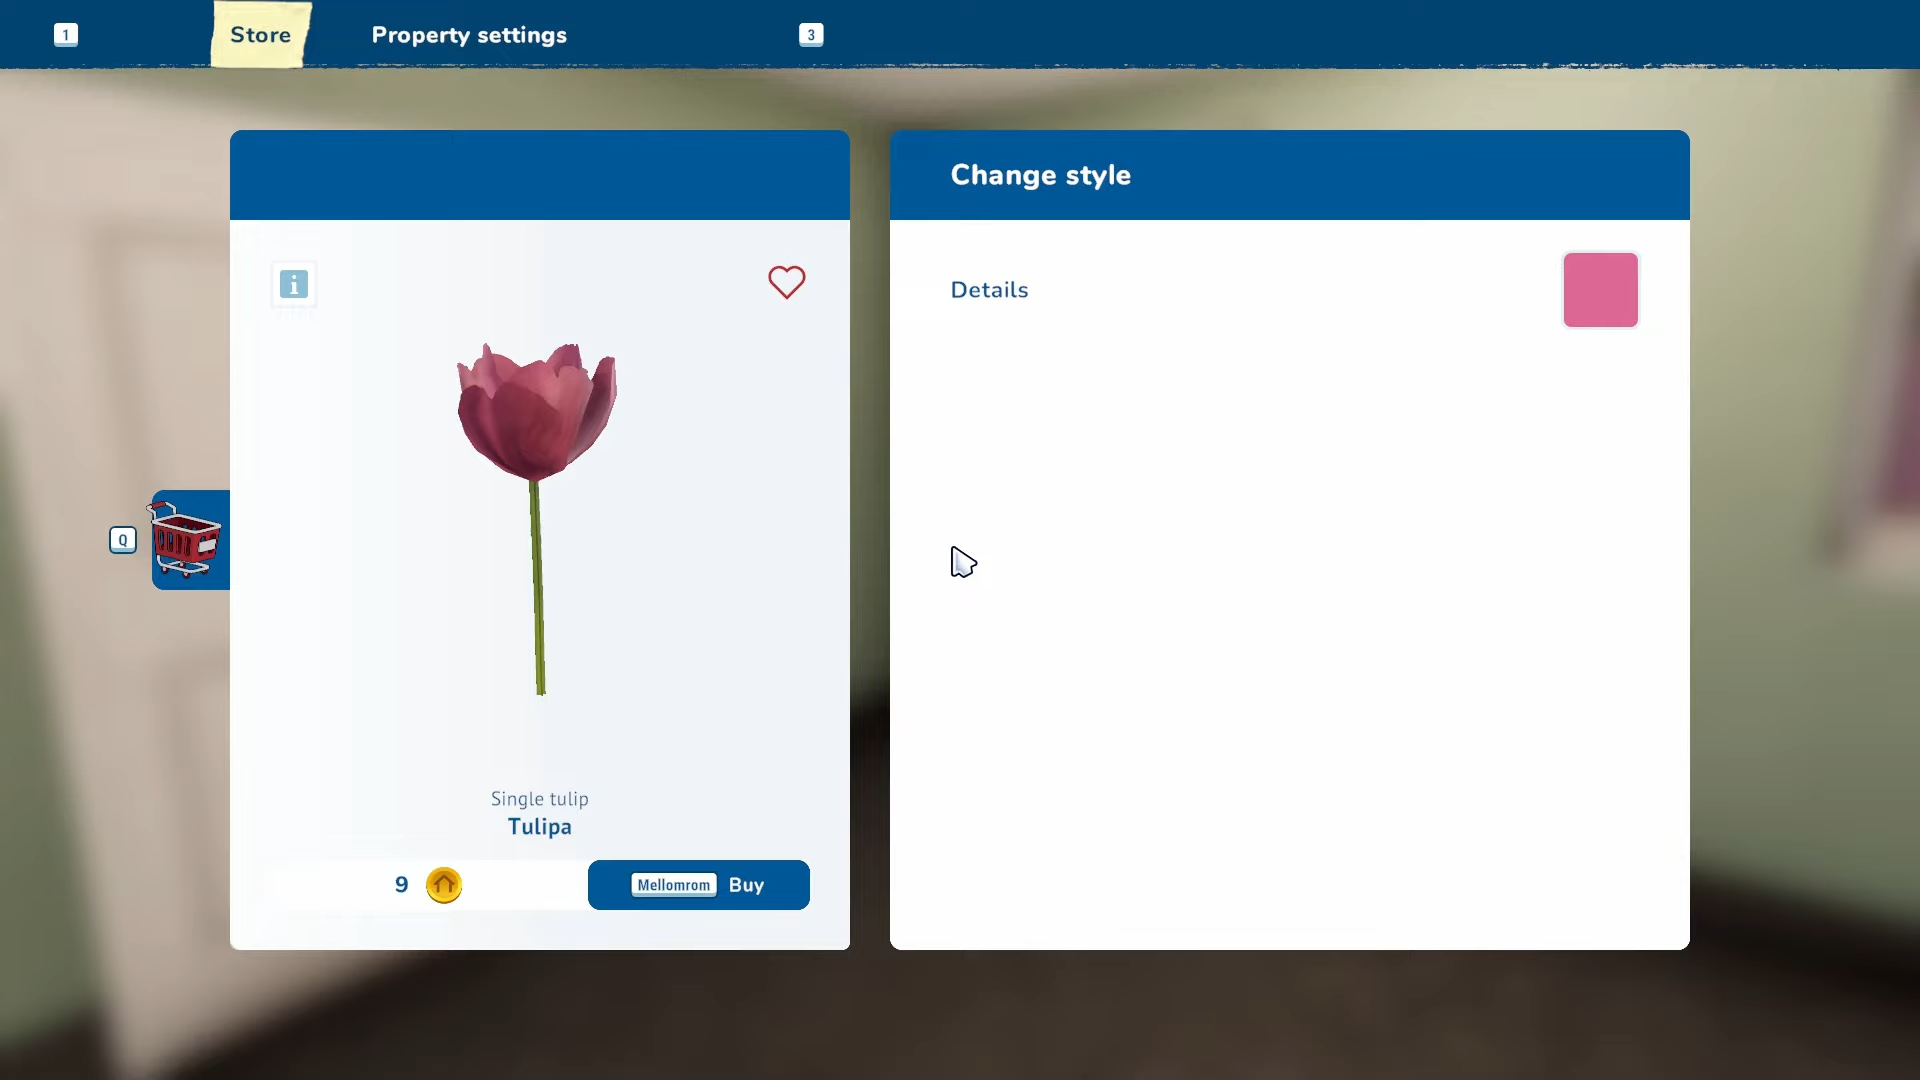 1
Store
Property settings
3
Change style
i
Details
Q
Single tulip
Tulipa
9
Mellomrom
Buy